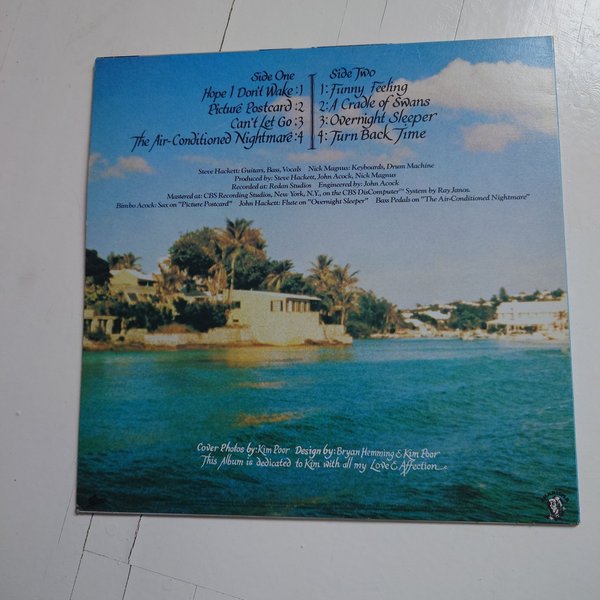 Side One
Hope I Don't Wake:1
Picture Postcard:2
Can't Let Go:3
The Air-Conditioned Nightmare:4
Side Two
1:Funny Feeling
2:A Cradle of Swans
3:Overnight Sleeper
4:Turn Back Time
Steve Hackett: Guitars, Bass, Vocals Nick Magnus: Keyboards, Drum Machine
Produced by: Steve Hackett, John Acock, Nick Magnus
Recorded at: Redan Studios Engineered by: John Acock
Mastered at: CBS Recording Studios, New York, N.Y., on the CBS DisComputer™ System by Ray Janos.
Bimbo Acock: Sax on "Picture Postcard" John Hackett: Flute on "Overnight Sleeper" Bass Pedals on "The Air-Conditioned Nightmare"
Cover Photos by:Kim Poor Design by:Bryan Hemming & Kim Poor
This Album is dedicated to Kim with all my Love & Affection